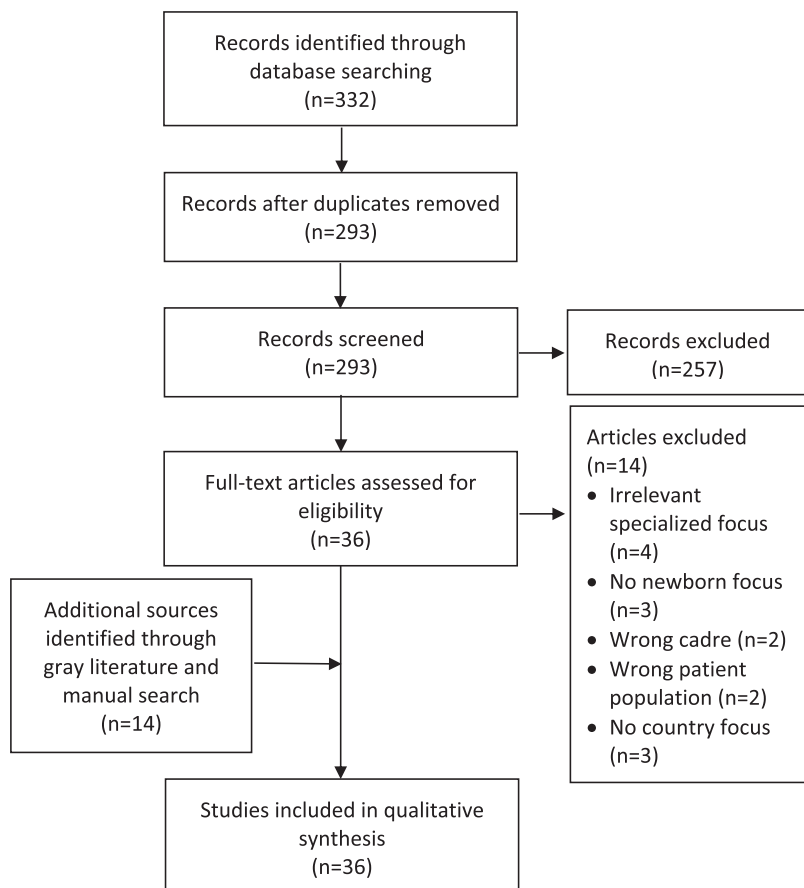 Records identified through
database searching
(n=332)
Records after duplicates removed
(n=293)
Records screened
(n=293)
Records excluded
(n=257)
Full-text articles assessed for
eligibility
(n=36)
Articles excluded
(n=14)
• Irrelevant
specialized focus
(n=4)
• No newborn focus
(n=3)
• Wrong cadre (n=2)
• Wrong patient
population (n=2)
• No country focus
(n=3)
Additional sources
identified through
gray literature and
manual search
(n=14)
Studies included in qualitative
synthesis
(n=36)